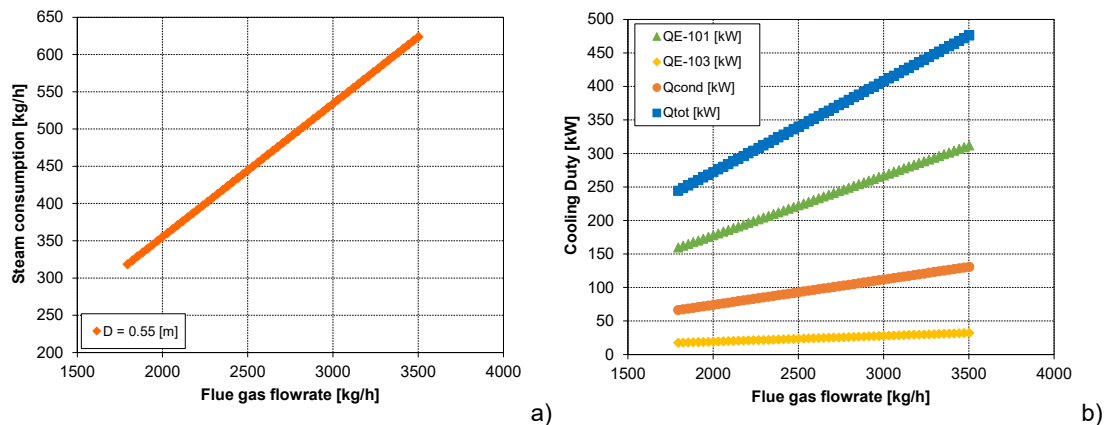 650
600
550
500
450
400
350
300
250
200
1500 2000 2500 3000 3500 4000
Steam consumption [kg/h]
Flue gas flowrate [kg/h]
D = 0.55 [m]
a)
500
450
400
350
300
250
200
150
100
50
0
1500 2000 2500 3000 3500 4000
Cooling Duty [kW]
Flue gas flowrate [kg/h]
QE-101 [kW]
QE-103 [kW]
Qcond [kW]
Qtot [kW]
b)